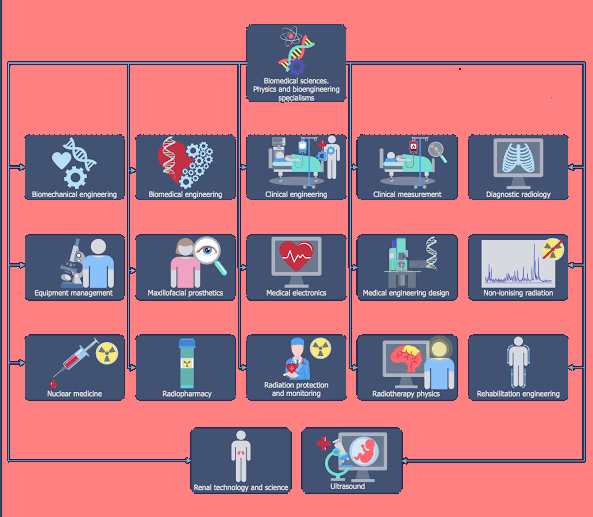 Biomedical sciences.
Physics and bioengineering
specialisms
Biomechanical engineering
Biomedical engineering
Clinical engineering
Clinical measurement
Diagnostic radiology
Equipment management
Maxillofacial prosthetics
Medical electronics
Medical engineering design
Non-ionising radiation
Nuclear medicine
Radiopharmacy
Radiation protection
and monitoring
Radiotherapy physics
Rehabilitation engineering
Renal technology and science
Ultrasound